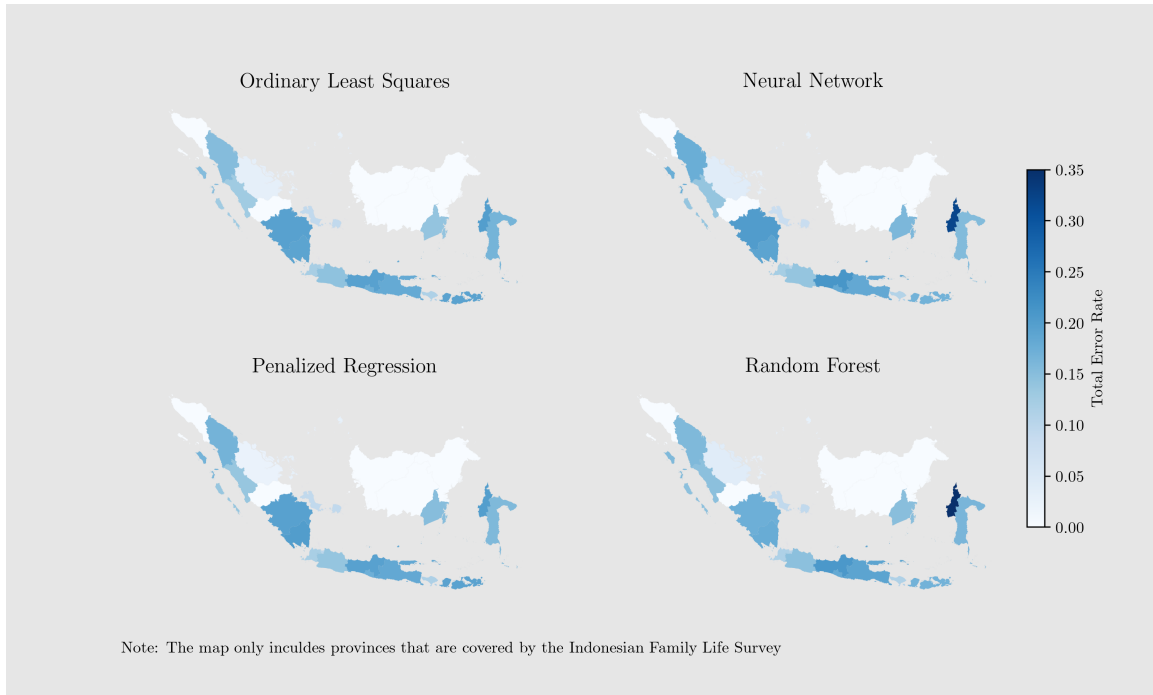 Ordinary Least Squares
Neural Network
Penalized Regression
Random Forest
0.35
0.30
0.25
0.20
0.15
0.10
0.05
0.00
Total Error Rate
Note: The map only inculdes provinces that are covered by the Indonesian Family Life Survey